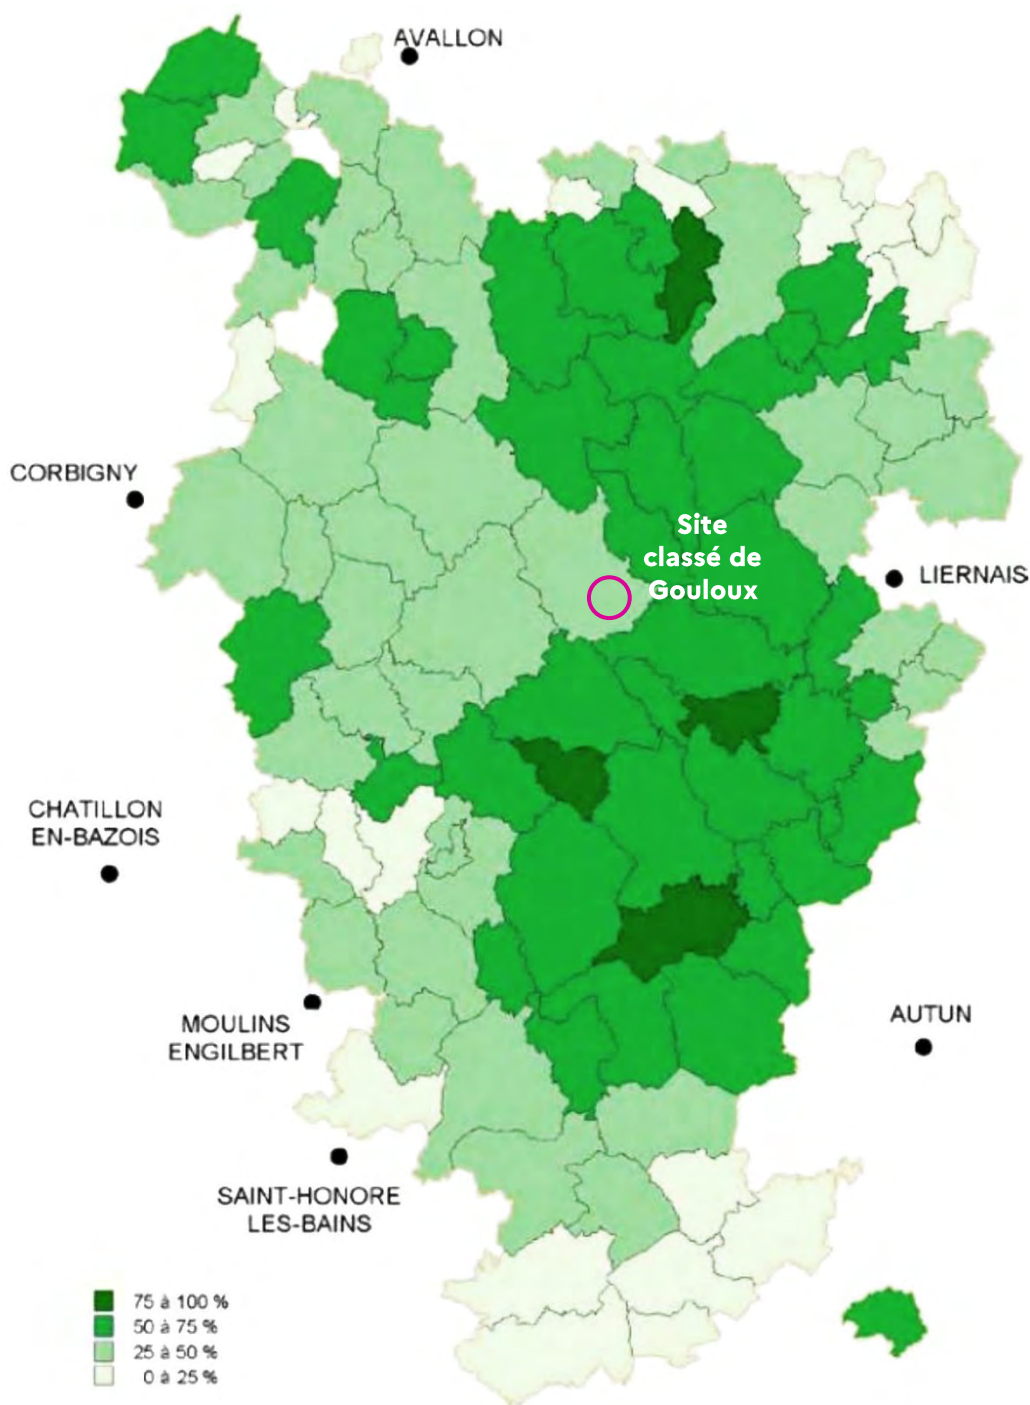 AVALLON
CORBIGNY
Site
classé de
Gouloux
LIERNAIS
CHATILLON
EN-BAZOIS
MOULINS
ENGILBERT
AUTUN
SAINT-HONORE
LES-BAINS
75 à 100 %
50 à 75 %
25 à 50 %
0 à 25 %